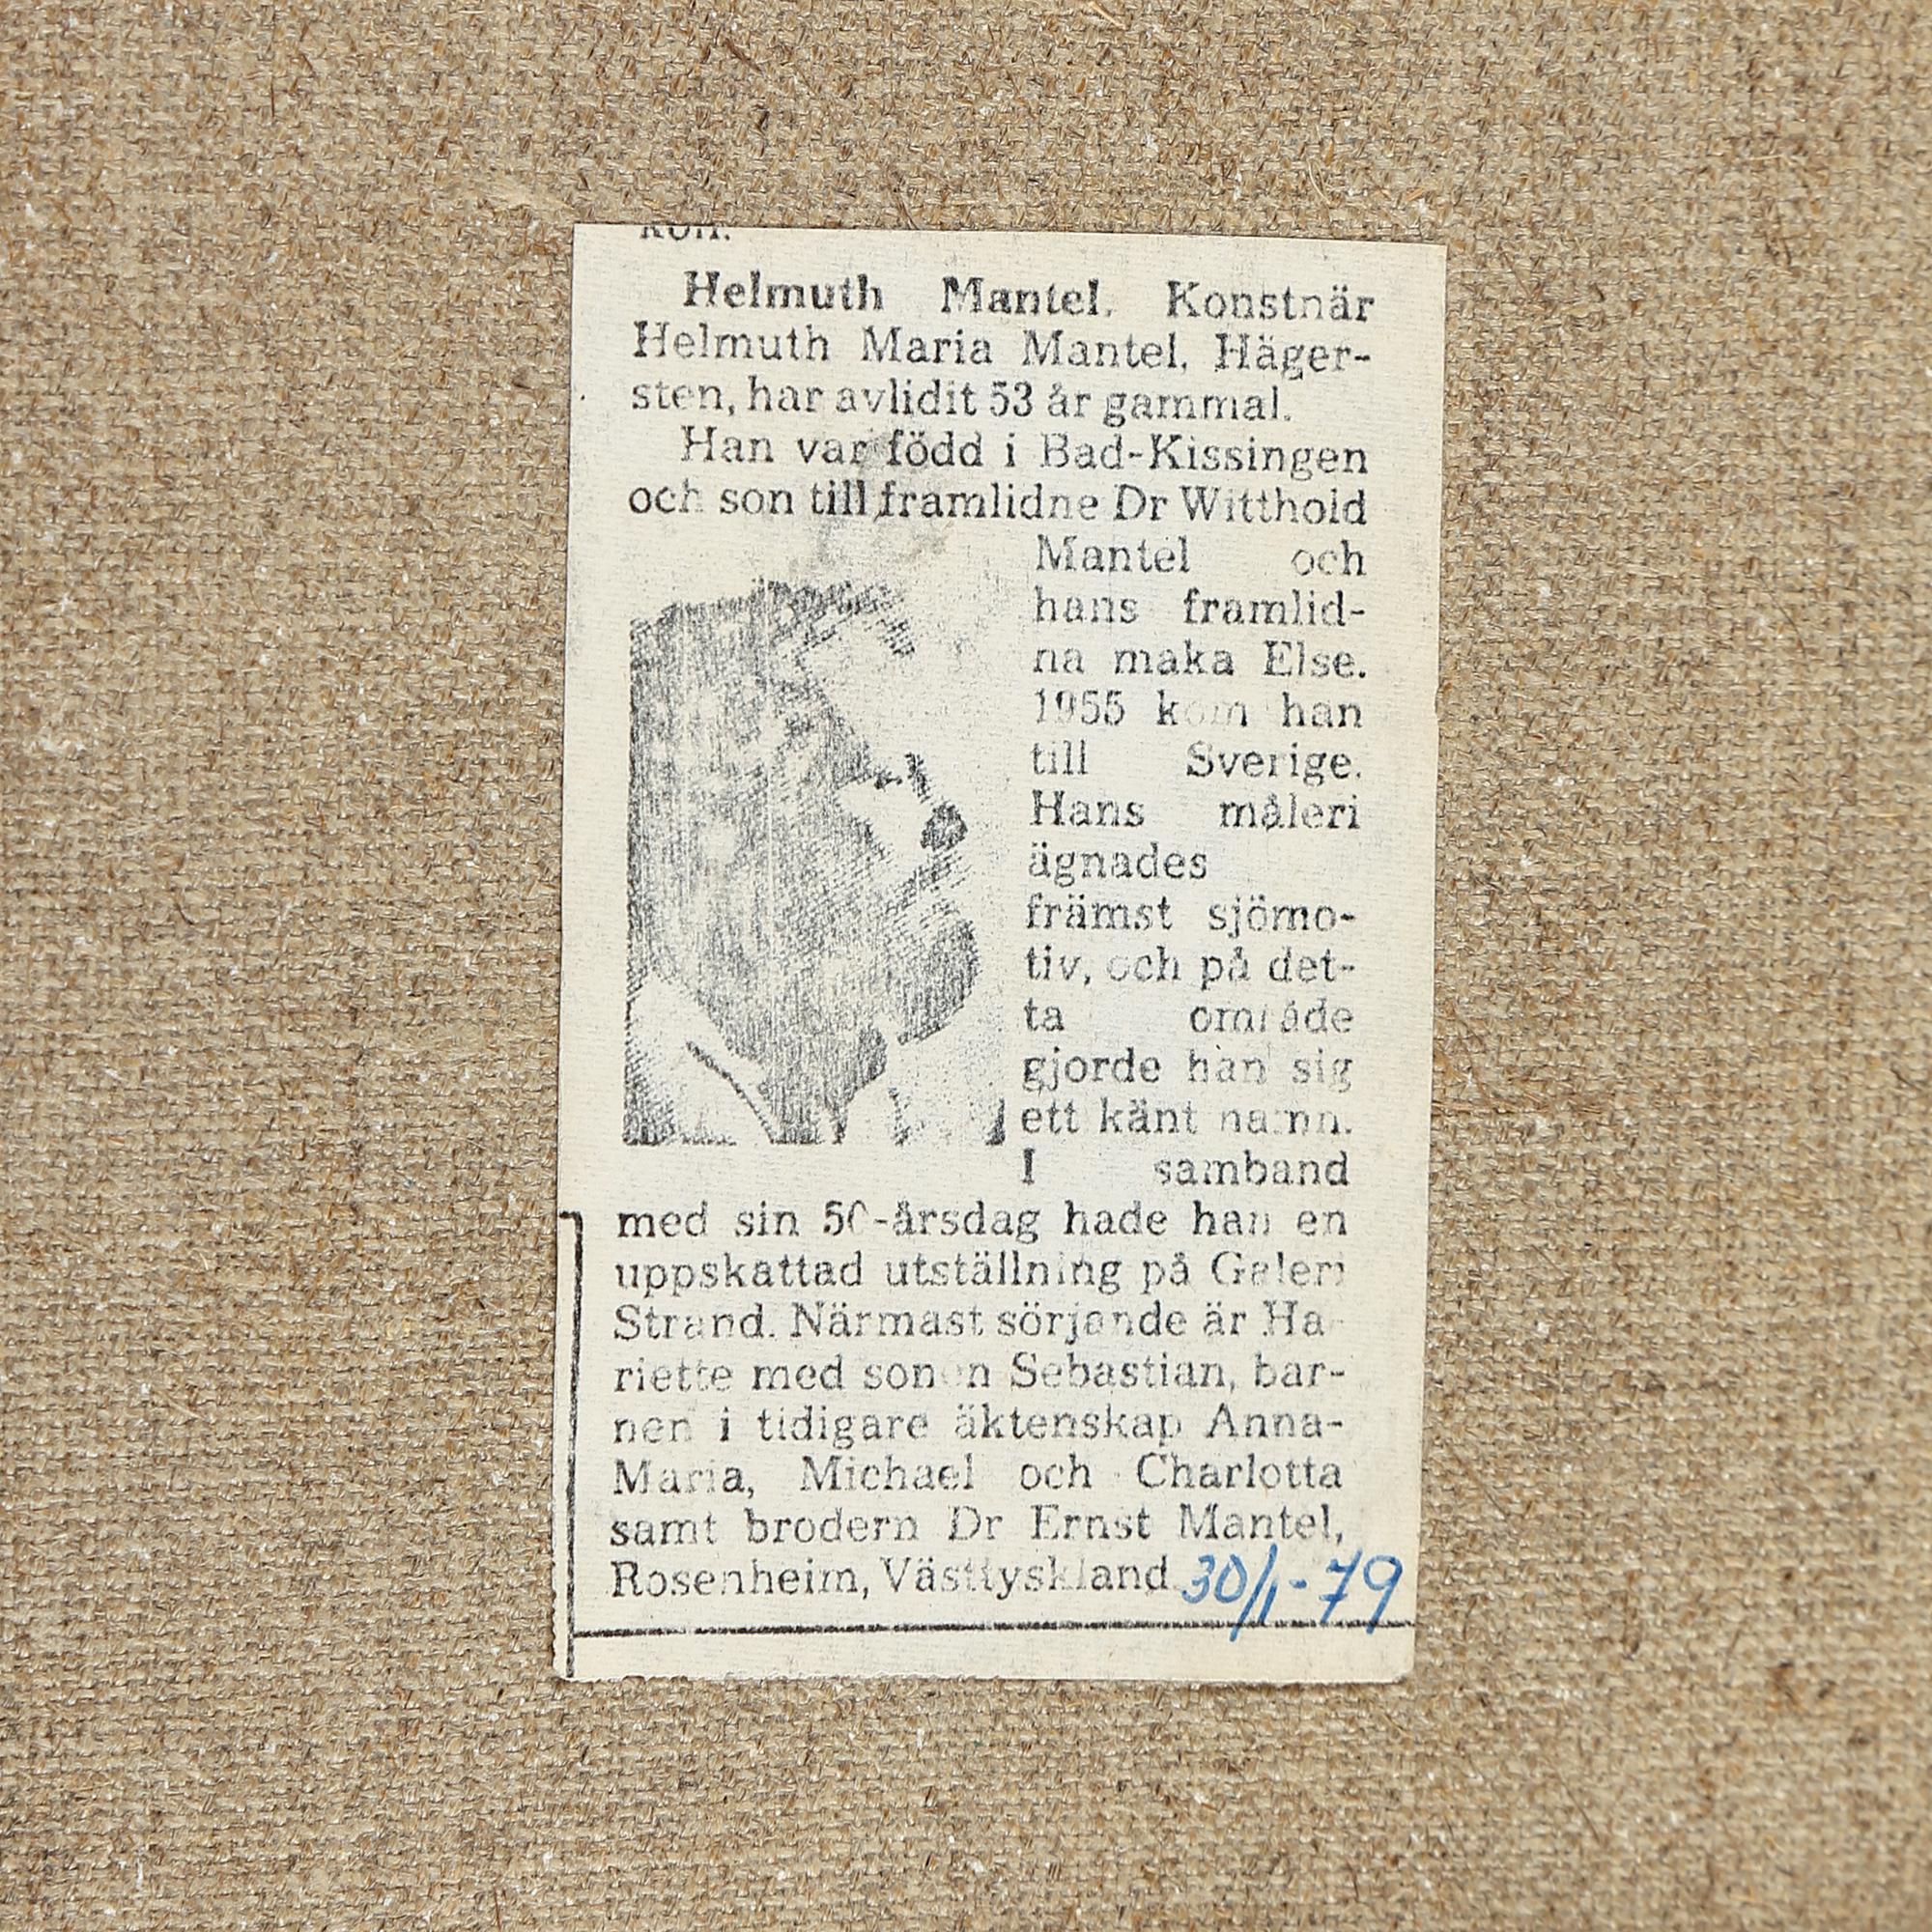 Helmuth Mantel. Konstnär
Helmuth Maria Mantel, Häger-
sten, har avlidit 53 år gammal.
Han var född i Bad-Kissingen
och son till framlidne Dr Witthold
Mantel och
hans framlid-
na maka Else.
1955 kom han
till Sverige.
Hans måleri
ägnades
främst sjömo-
tiv, och på det-
ta område
gjorde han sig
ett känt namn.
I samband
med sin 50-årsdag hade han en
uppskattad utställning på Galeri
Strand. Närmast sörjande är Ha-
riette med sonen Sebastian, bar-
nen i tidigare äktenskap Anna-
Maria, Michael och Charlotta
samt brodern Dr Ernst Mantel,
Rosenheim, Västtyskland. 30/1-79